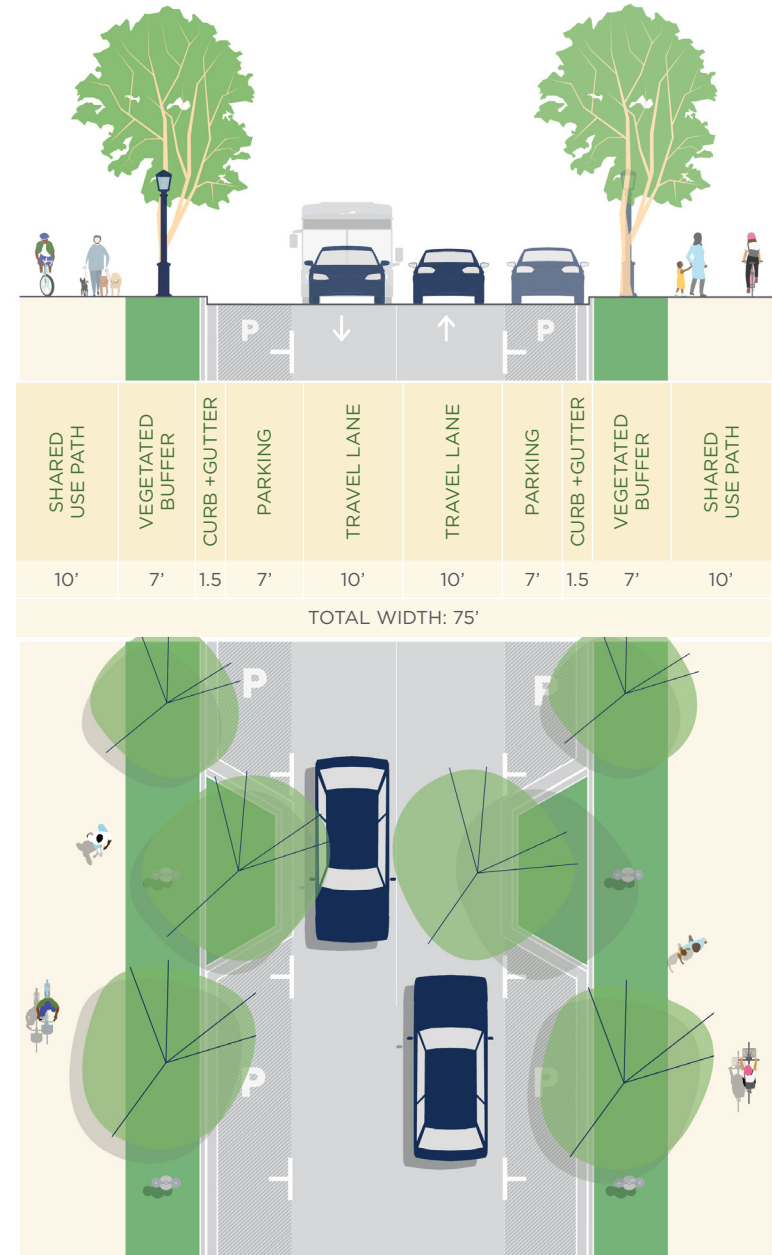 P
P
SHARED
USE PATH
VEGETATED
BUFFER
CURB +GUTTER
PARKING
TRAVEL LANE
TRAVEL LANE
PARKING
CURB +GUTTER
VEGETATED
BUFFER
SHARED
USE PATH
10’
7’
1.5
7’
10’
10’
7’
1.5
7’
10’
TOTAL WIDTH: 75’
P
P
P
P